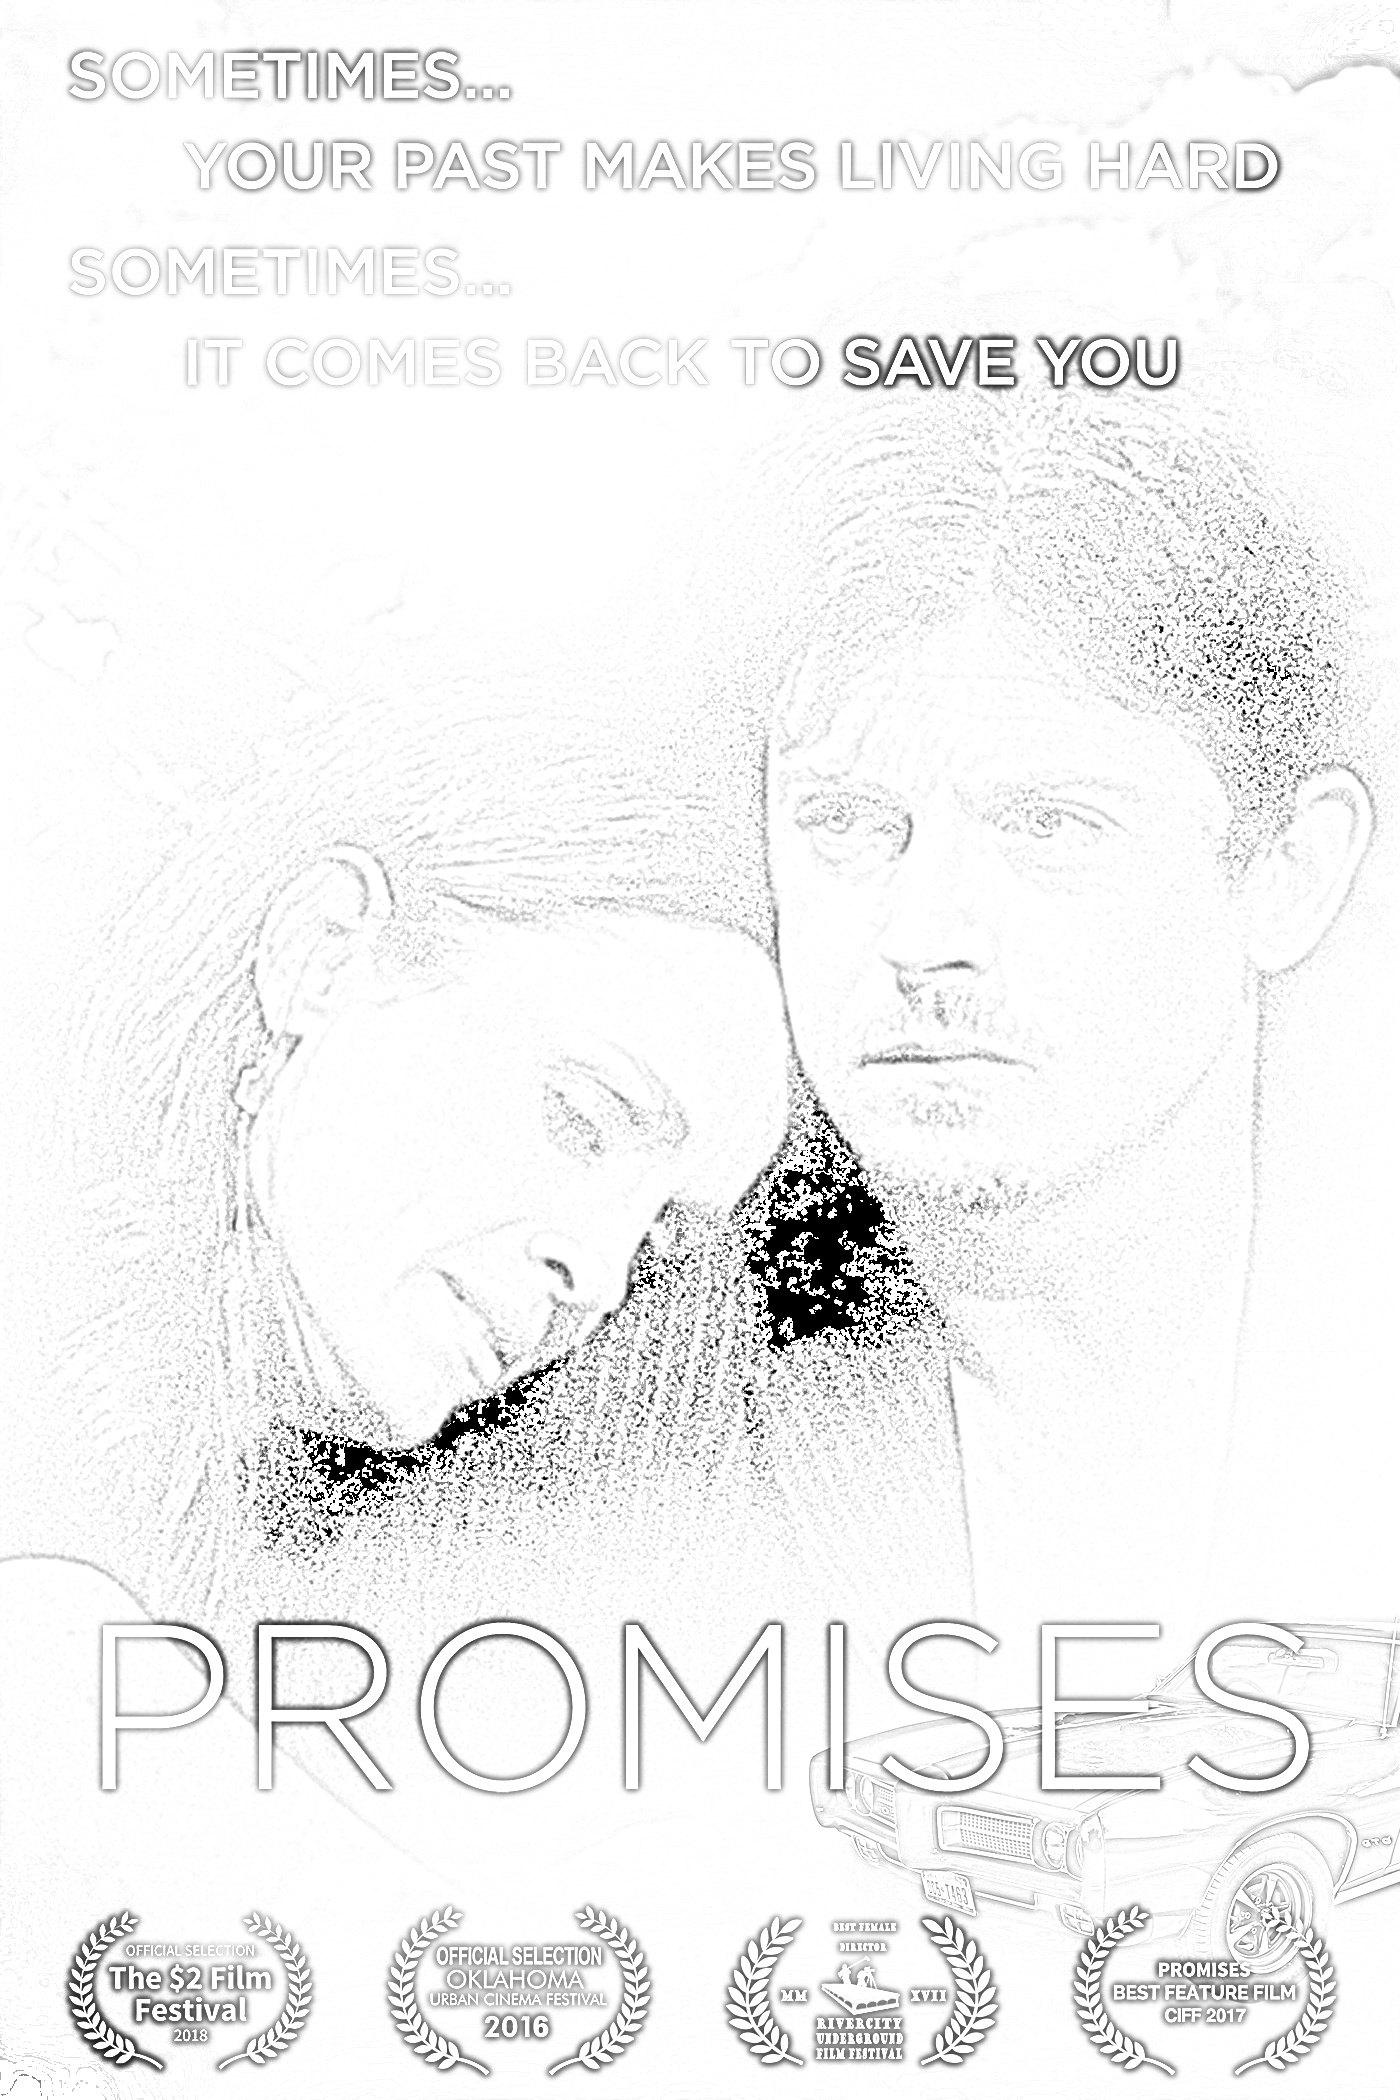 SOMETIMES...
YOUR PAST MAKES LIVING HARD
SOMETIMES...
IT COMES BACK TO SAVE YOU
PROMISES
GTO
OFFICIAL SELECTION
The $2 Film
Festival
2018
OFFICIAL SELECTION
OKLAHOMA
URBAN CINEMA FESTIVAL
2016
BEST FEMALE
DIRECTOR
MM XVII
RIVERCITY
UNDERGROUND
FILM FESTIVAL
PROMISES
BEST FEATURE FILM
CIFF 2017